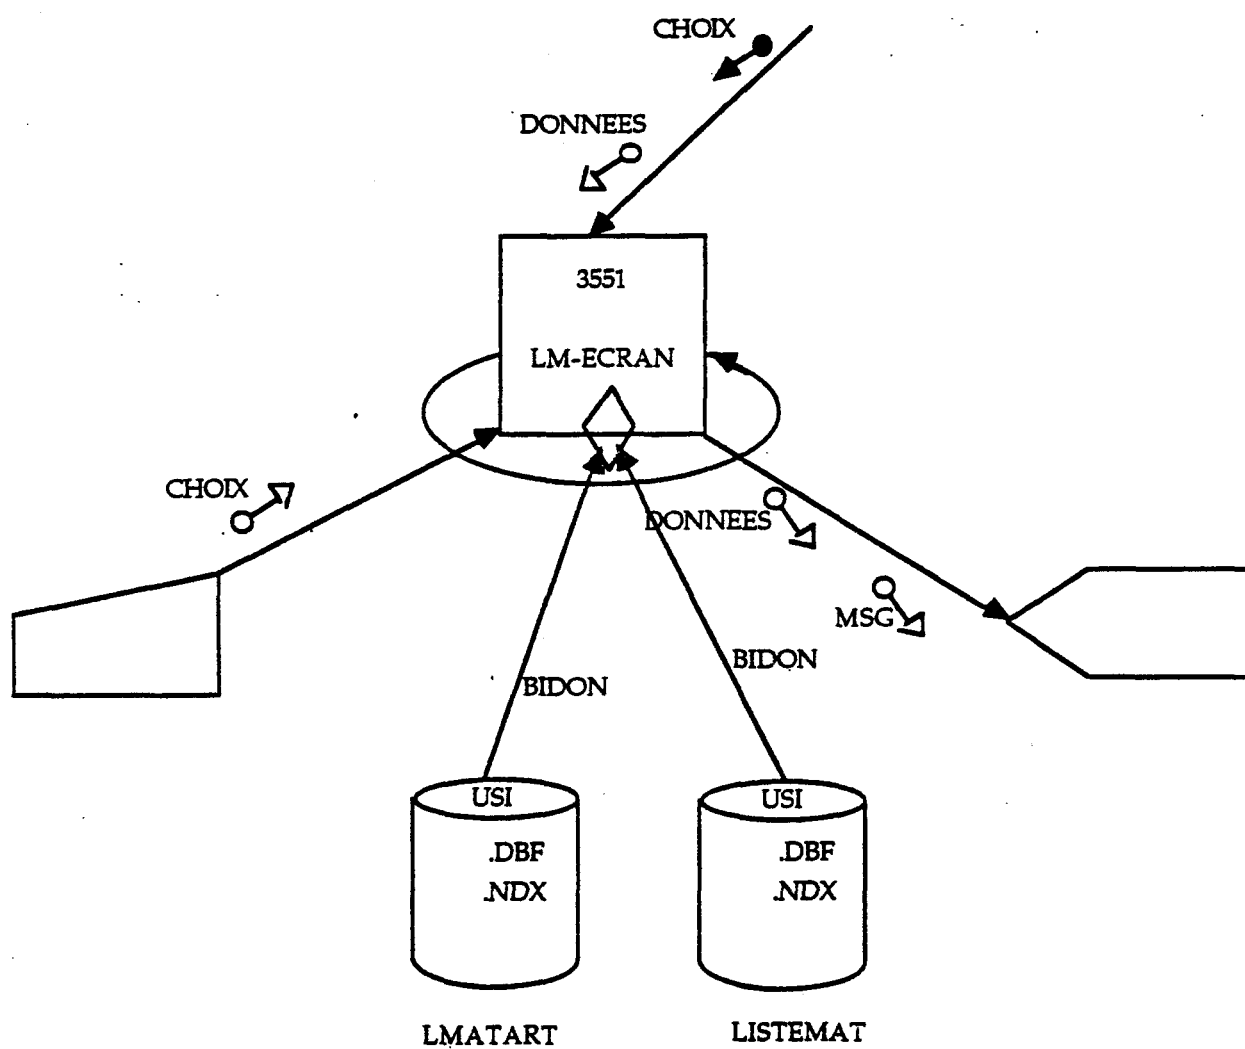 CHOIX
DONNEES
3551
LM-ECRAN
CHOIX
DONNEES
MSG
BIDON
BIDON
USI
.DBF
.NDX
USI
.DBF
.NDX
LMATART
LISTEMAT